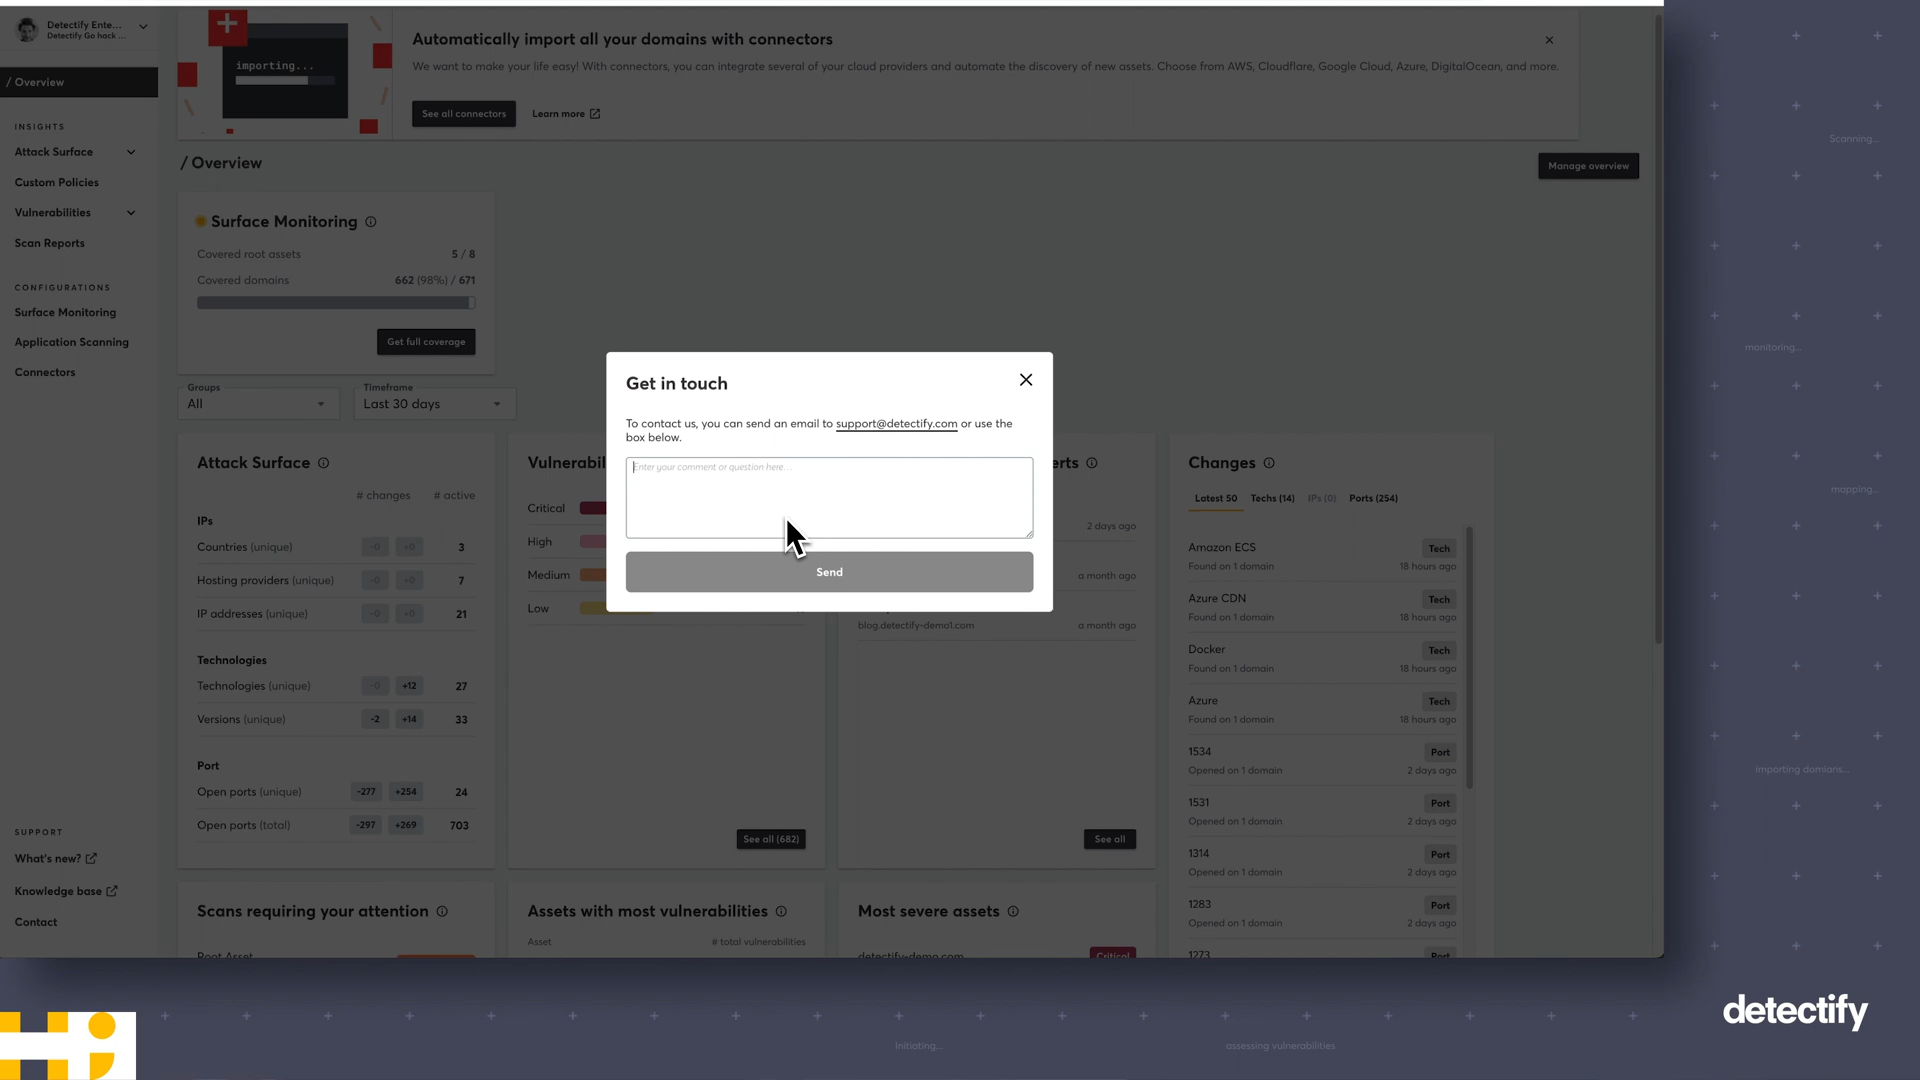 Detectify Ente...
Detectify Go hack ...
/ Overview
INSIGHTS
Attack Surface
Custom Policies
Vulnerabilities
Scan Reports
CONFIGURATIONS
Surface Monitoring
Application Scanning
Connectors
SUPPORT
What's new?
Knowledge base
Contact
importing...
Automatically import all your domains with connectors
We want to make your life easy! With connectors, you can integrate several of your cloud providers and automate the discovery of new assets. Choose from AWS, Cloudflare, Google Cloud, Azure, DigitalOcean, and more.
See all connectors
Learn more
/ Overview
Manage overview
Surface Monitoring
Covered root assets 5 / 8
Covered domains 662 (98%) / 671
Get full coverage
Groups
All
Timeframe
Last 30 days
Get in touch
To contact us, you can send an email to support@detectify.com or use the
box below.
Enter your comment or question here...
Send
Attack Surface
# changes # active
IPs
Countries (unique) -0 +0 3
Hosting providers (unique) -0 +0 7
IP addresses (unique) -0 +0 21
Technologies
Technologies (unique) -0 +12 27
Versions (unique) -2 +14 33
Port
Open ports (unique) -277 +254 24
Open ports (total) -297 +269 703
Critical
High
Medium
Low
See all (682)
2 days ago
a month ago
blog.detectify-demo1.com a month ago
See all
Changes
Latest 50 Techs (14) IPs (0) Ports (254)
Amazon ECS Tech
Found on 1 domain 18 hours ago
Azure CDN Tech
Found on 1 domain 18 hours ago
Docker Tech
Found on 1 domain 18 hours ago
Azure Tech
Found on 1 domain 18 hours ago
1534 Port
Opened on 1 domain 2 days ago
1531 Port
Opened on 1 domain 2 days ago
1314 Port
Opened on 1 domain 2 days ago
1283 Port
Opened on 1 domain 2 days ago
1273 Port
Scans requiring your attention
Root Asset
Assets with most vulnerabilities
Asset # total vulnerabilities
Most severe assets
detectify-demo.com Critical
Scanning...
monitoring...
mapping...
importing domians...
Initiating...
assessing vulnerabilities
detectify